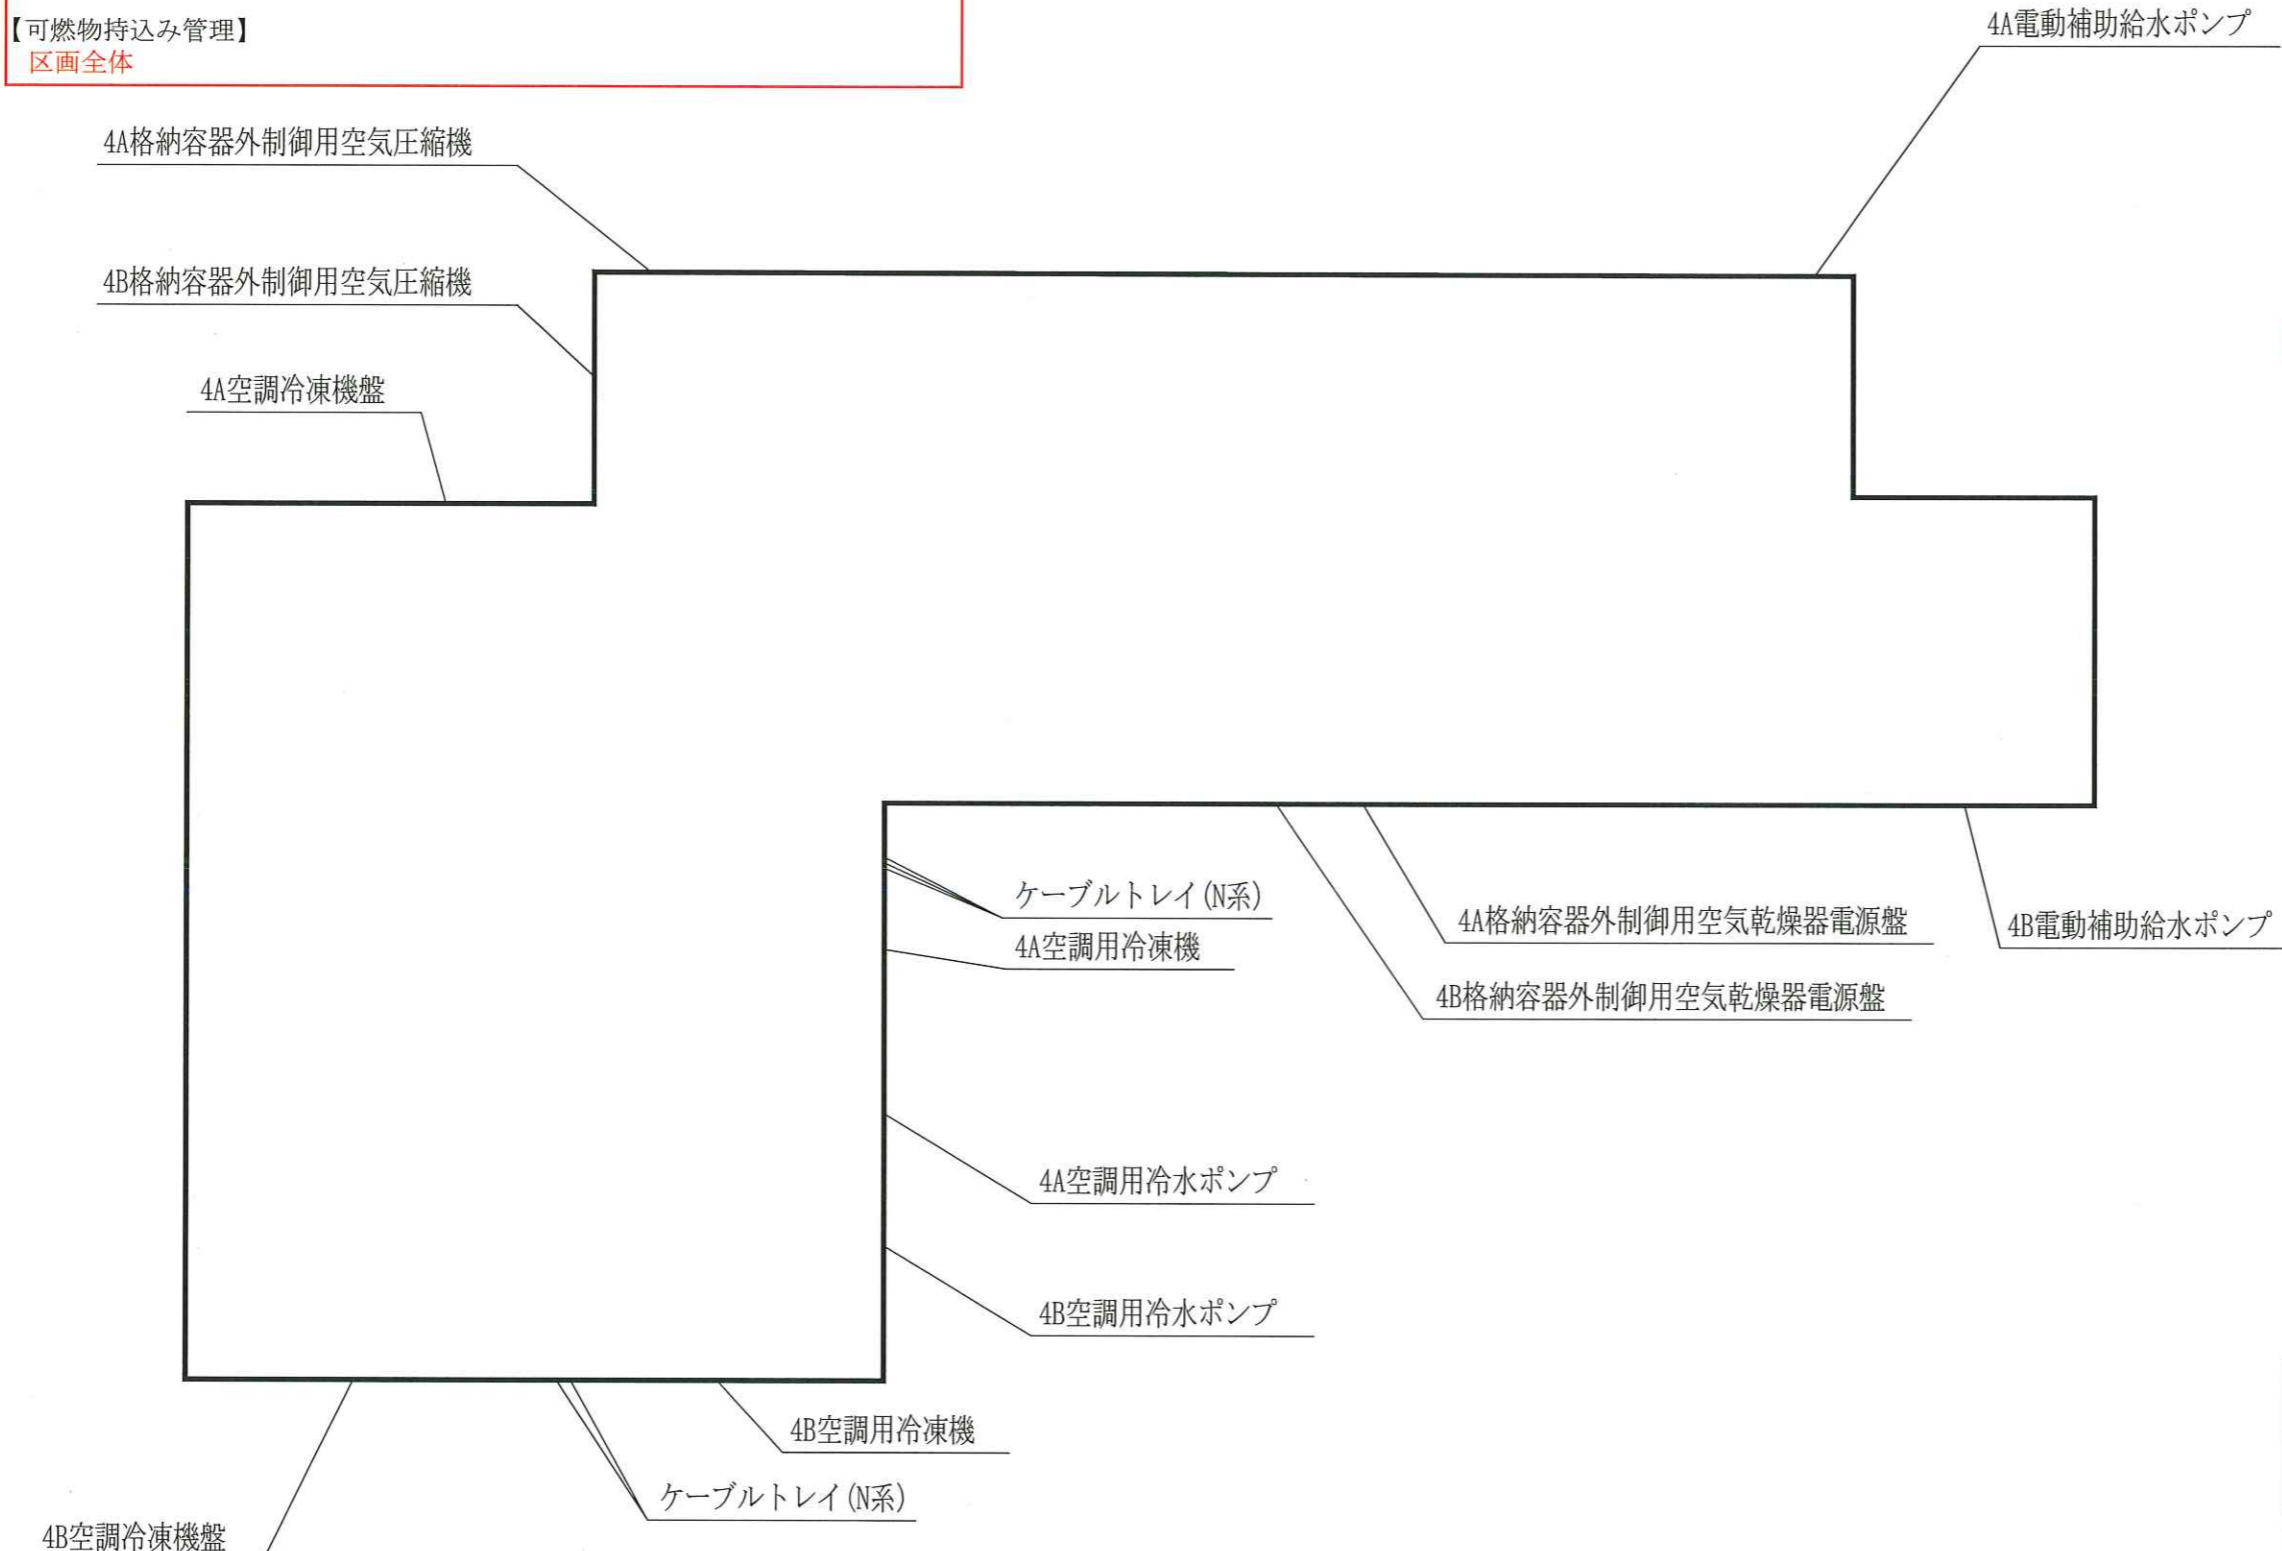 【可燃物持込み管理】
区画全体
4A電動補助給水ポンプ
4A格納容器外制御用空気圧縮機
4B格納容器外制御用空気圧縮機
4A空調冷凍機盤
ケーブルトレイ(N系)
4A空調用冷凍機
4A格納容器外制御用空気乾燥器電源盤
4B電動補助給水ポンプ
4B格納容器外制御用空気乾燥器電源盤
4A空調用冷水ポンプ
4B空調用冷水ポンプ
4B空調用冷凍機
ケーブルトレイ(N系)
4B空調冷凍機盤